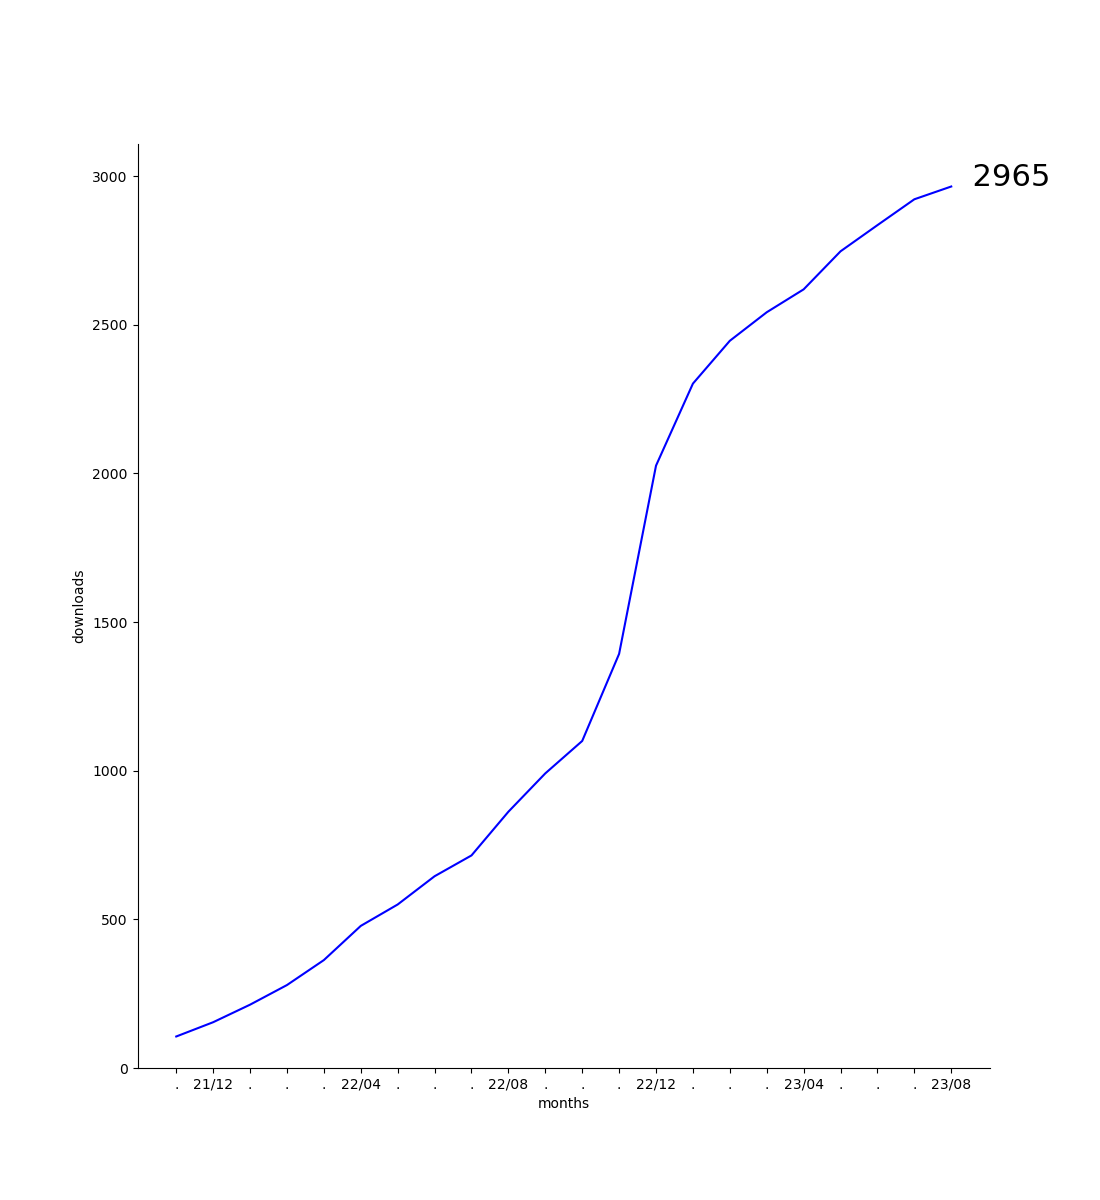 2965
3000
2500
2000
1500
1000
500
0
downloads
. 21/12 . . . 22/04 . . . 22/08 . . . 22/12 . . . 23/04 . . . 23/08
months